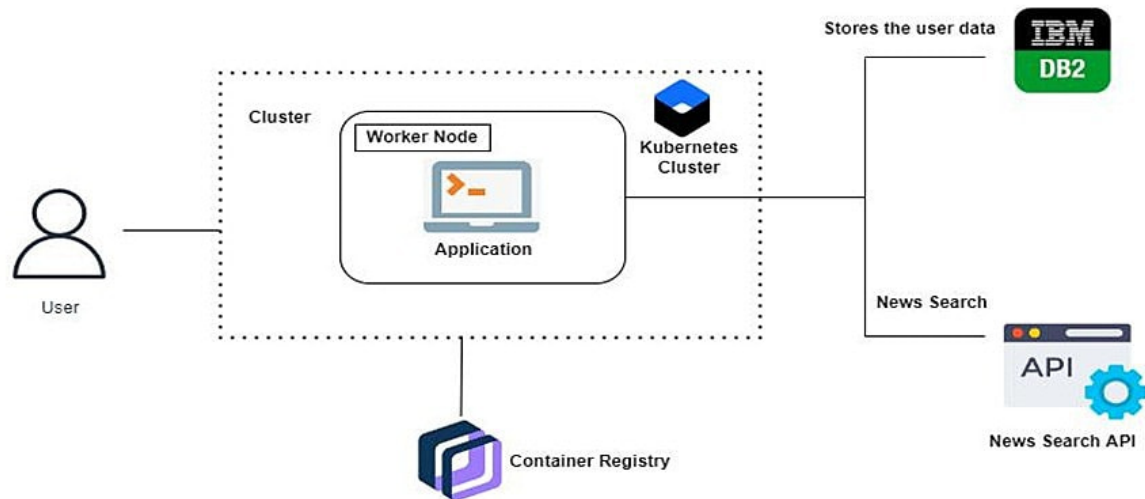 Stores the user data
IBM
DB2
Cluster
Worker Node
Kubernetes
Cluster
Application
User
News Search
API
News Search API
Container Registry